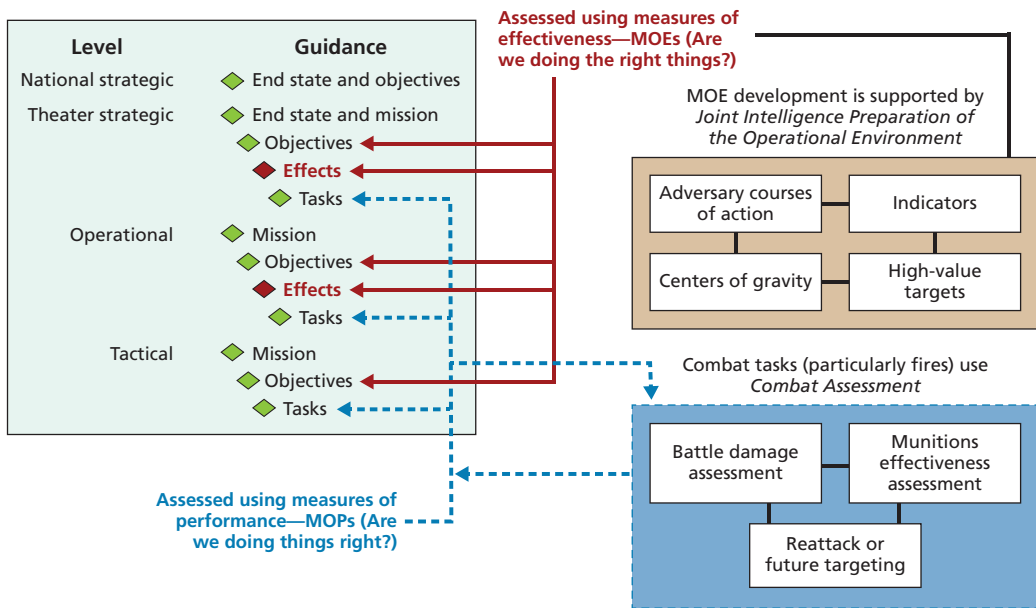 Level Guidance
National strategic End state and objectives
Theater strategic End state and mission
Objectives
Effects
Tasks
Operational Mission
Objectives
Effects
Tasks
Tactical Mission
Objectives
Tasks
Assessed using measures of
effectiveness—MOEs (Are
we doing the right things?)
MOE development is supported by
Joint Intelligence Preparation of
the Operational Environment
Adversary courses
of action
Indicators
Centers of gravity
High-value
targets
Combat tasks (particularly fires) use
Combat Assessment
Battle damage
assessment
Munitions
effectiveness
assessment
Reattack or
future targeting
Assessed using measures of
performance—MOPs (Are
we doing things right?)